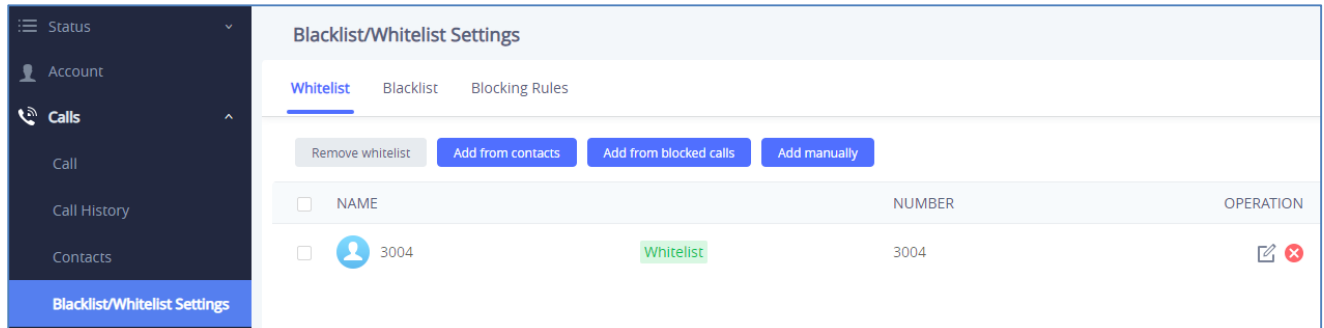 Status
Account
Calls
Call
Call History
Contacts
Blacklist/Whitelist Settings
Blacklist/Whitelist Settings
Whitelist Blacklist Blocking Rules
Remove whitelist Add from contacts Add from blocked calls Add manually
NAME NUMBER OPERATION
3004 Whitelist 3004